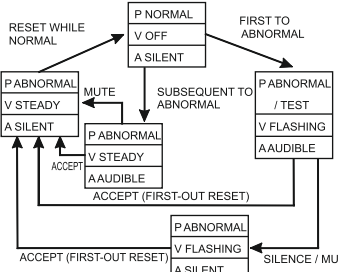 P NORMAL
V OFF
A SILENT
RESET WHILE
NORMAL
FIRST TO
ABNORMAL
P ABNORMAL
V STEADY
A SILENT
MUTE
SUBSEQUENT TO
ABNORMAL
P ABNORMAL
/ TEST
V FLASHING
A AUDIBLE
P ABNORMAL
V STEADY
A AUDIBLE
ACCEPT
ACCEPT (FIRST-OUT RESET)
P ABNORMAL
V FLASHING
A SILENT
ACCEPT (FIRST-OUT RESET)
SILENCE / MU